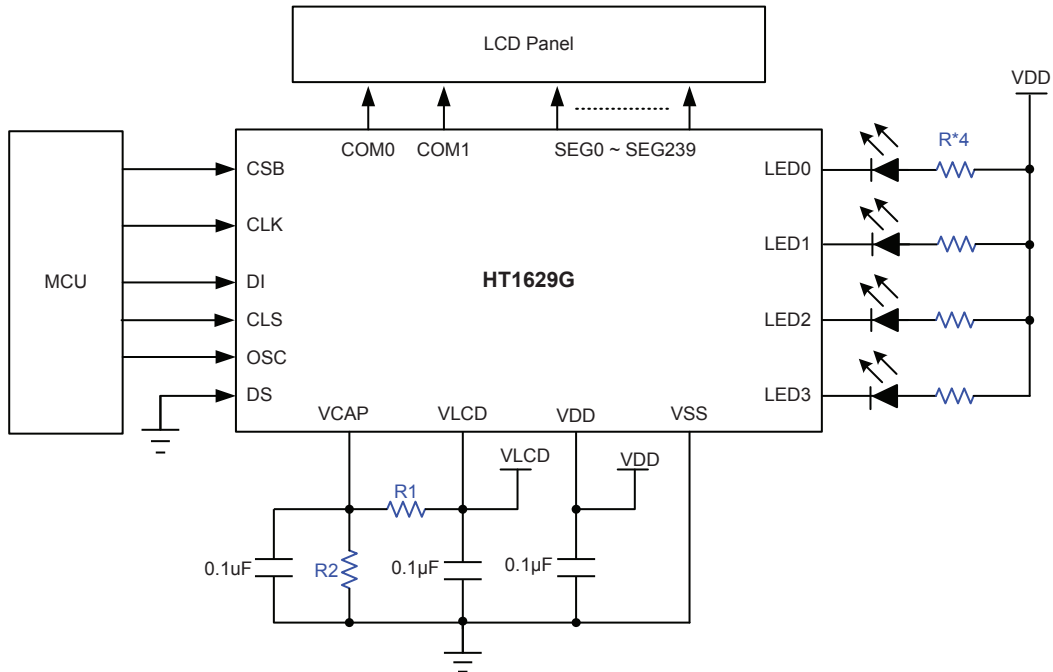 LCD Panel
VDD
COM0 COM1 SEG0 ~ SEG239
R*4
CSB
LED0
CLK
LED1
MCU
DI
HT1629G
CLS
LED2
OSC
DS
LED3
VCAP VLCD VDD VSS
VLCD
VDD
R1
0.1uF
R2
0.1µF
0.1µF